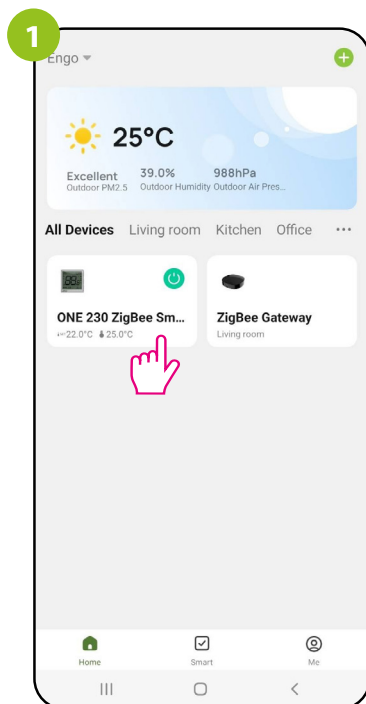 1
Engo
25°C
Excellent 39.0% 988hPa
Outdoor PM2.5 Outdoor Humidity Outdoor Air Pres...
All Devices Living room Kitchen Office ...
ONE 230 ZigBee Sm... ZigBee Gateway
22.0°C 25.0°C Living room
Home Smart Me